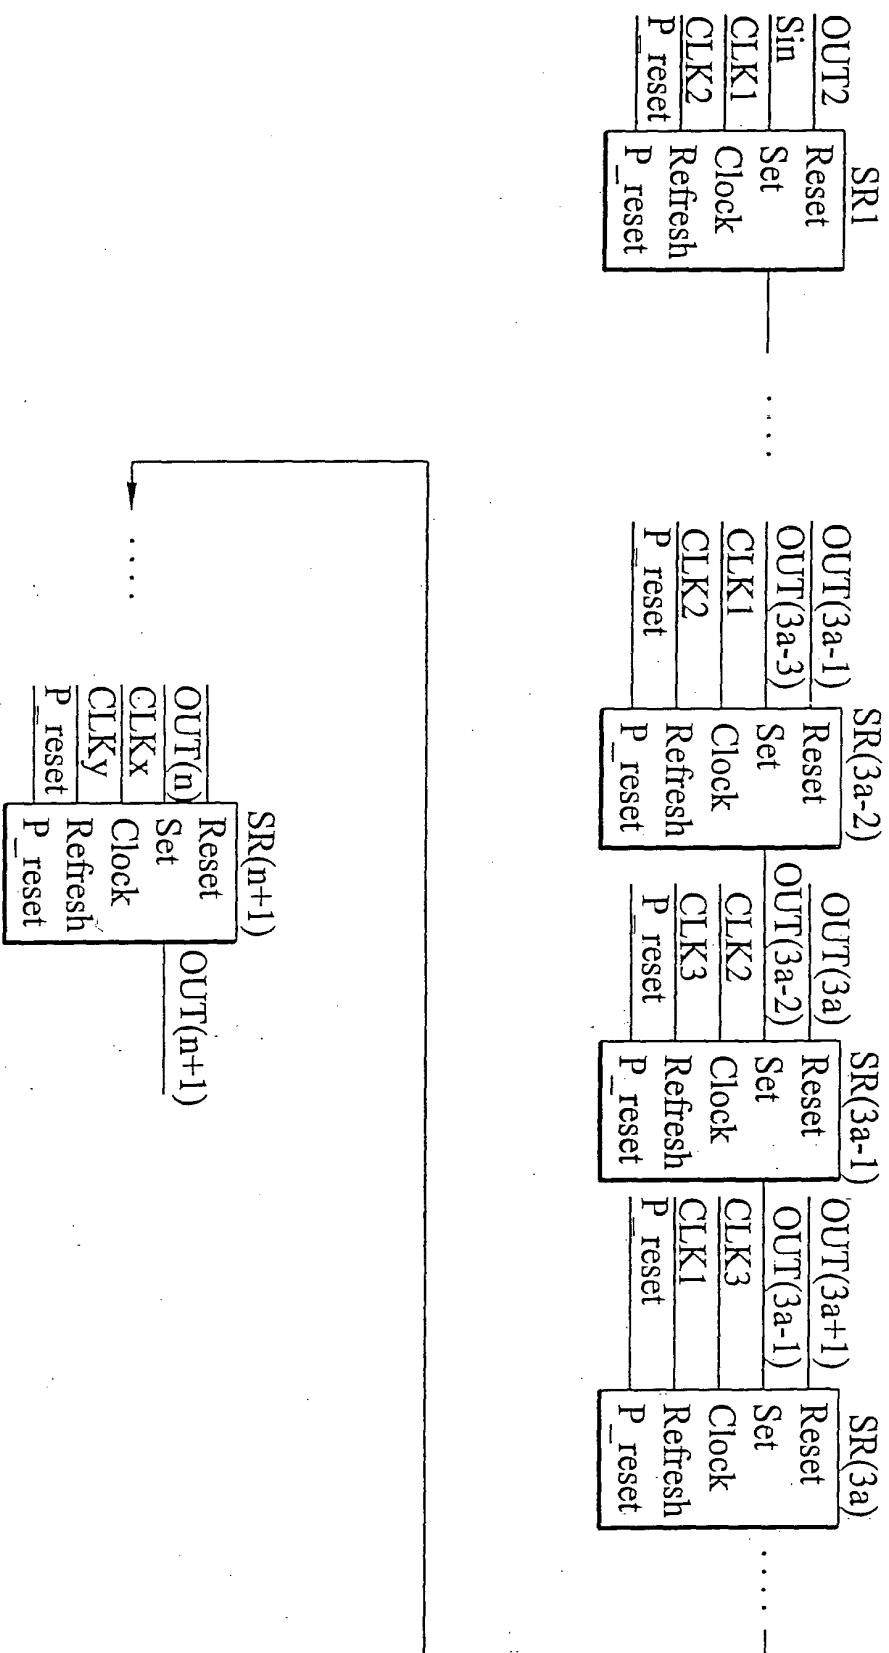 SR1
OUT2
Sin
CLK1
CLK2
P_reset
Reset
Set
Clock
Refresh
P_reset
....
SR(3a-2)
OUT(3a-1)
OUT(3a-3)
CLK1
CLK2
P_reset
Reset
Set
Clock
Refresh
P_reset
SR(3a-1)
OUT(3a)
OUT(3a-2)
CLK2
CLK3
P_reset
Reset
Set
Clock
Refresh
P_reset
SR(3a)
OUT(3a+1)
OUT(3a-1)
CLK3
CLK1
P_reset
Reset
Set
Clock
Refresh
P_reset
....
....
SR(n+1)
OUT(n)
CLKx
CLKy
P_reset
Reset
Set
Clock
Refresh
P_reset
OUT(n+1)